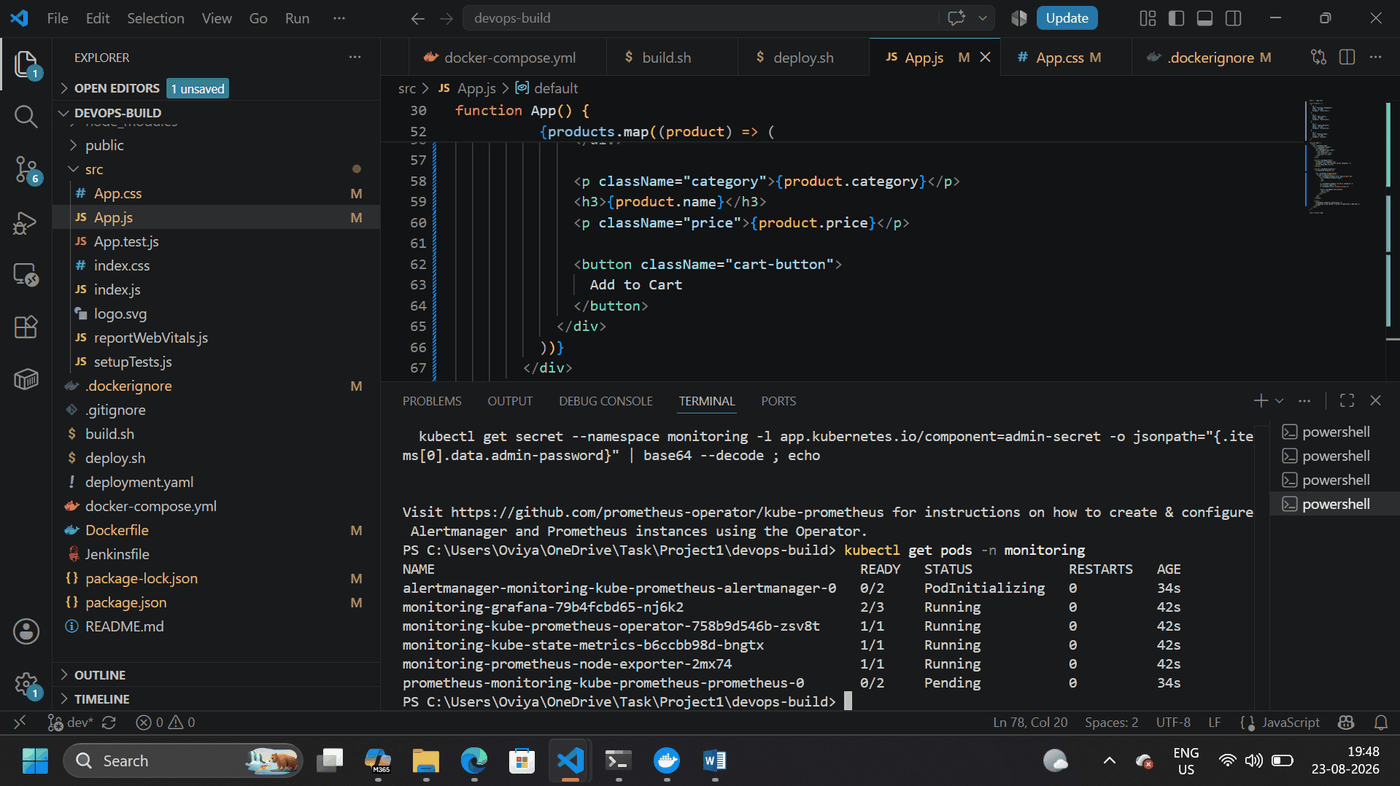 File Edit Selection View Go Run ···
devops-build
Update
EXPLORER ···
OPEN EDITORS 1 unsaved
DEVOPS-BUILD
node_modules
public
src
# App.css M
JS App.js M
JS App.test.js
# index.css
JS index.js
logo.svg
JS reportWebVitals.js
JS setupTests.js
.dockerignore M
.gitignore
$ build.sh
$ deploy.sh
! deployment.yaml
docker-compose.yml
Dockerfile M
Jenkinsfile
{} package-lock.json M
{} package.json M
README.md
OUTLINE
TIMELINE
1
6
1
docker-compose.yml
$ build.sh
$ deploy.sh
JS App.js M
# App.css M
.dockerignore M
src > JS App.js > default
30 function App() {
52 {products.map((product) => (
57
58 <p className="category">{product.category}</p>
59 <h3>{product.name}</h3>
60 <p className="price">{product.price}</p>
61
62 <button className="cart-button">
63 Add to Cart
64 </button>
65 </div>
66 ))}
67 </div>
PROBLEMS OUTPUT DEBUG CONSOLE TERMINAL PORTS
kubectl get secret --namespace monitoring -l app.kubernetes.io/component=admin-secret -o jsonpath="{.ite
ms[0].data.admin-password}" | base64 --decode ; echo
Visit https://github.com/prometheus-operator/kube-prometheus for instructions on how to create & configure
Alertmanager and Prometheus instances using the Operator.
PS C:\Users\Oviya\OneDrive\Task\Project1\devops-build> kubectl get pods -n monitoring
NAME READY STATUS RESTARTS AGE
alertmanager-monitoring-kube-prometheus-alertmanager-0 0/2 PodInitializing 0 34s
monitoring-grafana-79b4fcbd65-nj6k2 2/3 Running 0 42s
monitoring-kube-prometheus-operator-758b9d546b-zsv8t 1/1 Running 0 42s
monitoring-kube-state-metrics-b6ccbb98d-bngtx 1/1 Running 0 42s
monitoring-prometheus-node-exporter-2mx74 1/1 Running 0 42s
prometheus-monitoring-kube-prometheus-prometheus-0 0/2 Pending 0 34s
PS C:\Users\Oviya\OneDrive\Task\Project1\devops-build>
powershell
powershell
powershell
powershell
dev* 0 0
Ln 78, Col 20 Spaces: 2 UTF-8 LF {} JavaScript
Search
M365
ENG
US
19:48
23-08-2026